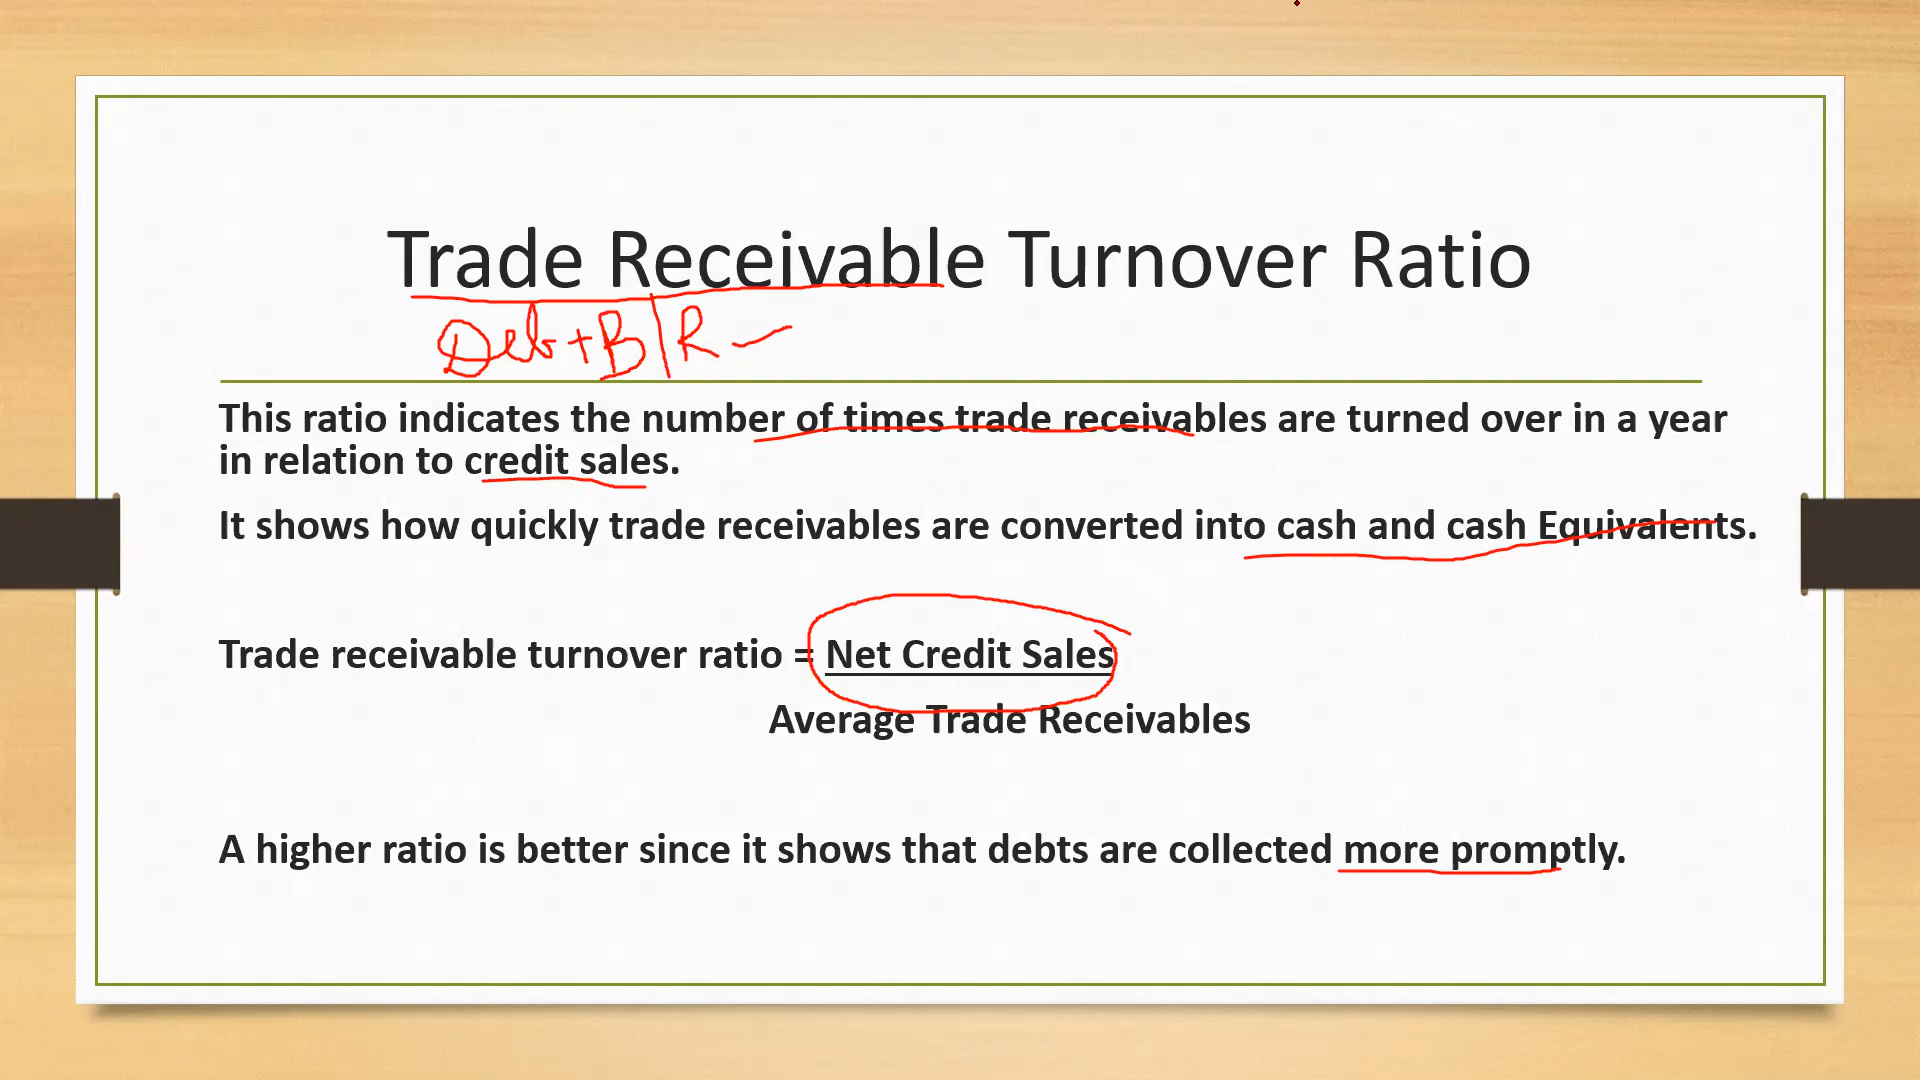 Trade Receivable Turnover Ratio
Deb+B/R
This ratio indicates the number of times trade receivables are turned over in a year
in relation to credit sales.
It shows how quickly trade receivables are converted into cash and cash Equivalents.
Trade receivable turnover ratio = Net Credit Sales
Average Trade Receivables
A higher ratio is better since it shows that debts are collected more promptly.